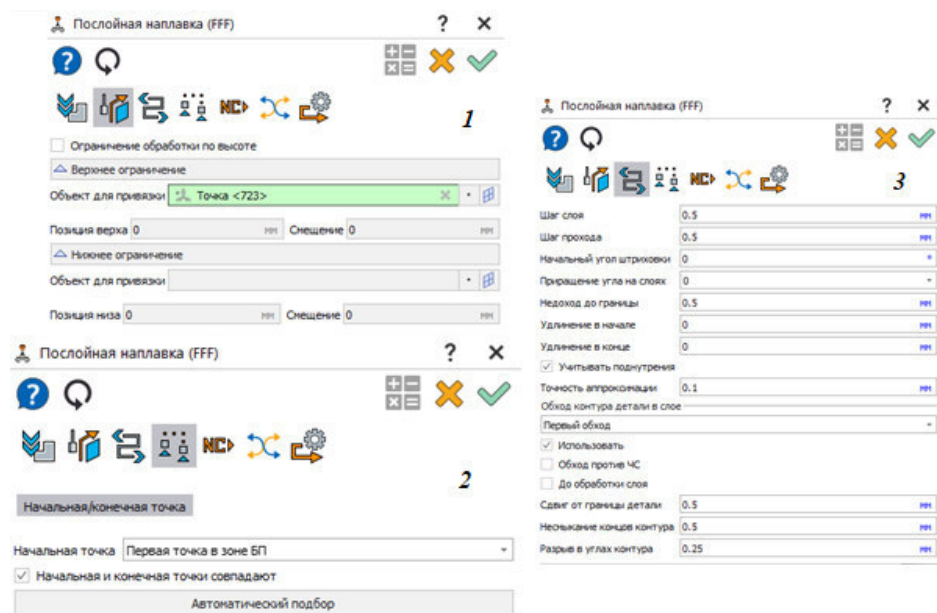 Послойная наплавка (FFF) ? ×
NC
1
Ограничение обработки по высоте
Верхнее ограничение
Объект для привязки Точка <723>
Позиция верха 0 мм Смещение 0 мм
Нижнее ограничение
Объект для привязки
Позиция низа 0 мм Смещение 0 мм
Послойная наплавка (FFF) ? ×
NC
2
Начальная/конечная точка
Начальная точка Первая точка в зоне БП
Начальная и конечная точки совпадают
Автоматический подбор
Послойная наплавка (FFF) ? ×
NC
3
Шаг слоя 0.5 мм
Шаг прохода 0.5 мм
Начальный угол штриховки 0 °
Приращение угла на слоях 0
Недоход до границы 0.5 мм
Удлинение в начале 0 мм
Удлинение в конце 0 мм
Учитывать поднутрения
Точность аппроксимации 0.1 мм
Обход контура детали в слое
Первый обход
Использовать
Обход против ЧС
До обработки слоя
Сдвиг от границы детали 0.5 мм
Несмыкание концов контура 0.5 мм
Разрыв в углах контура 0.25 мм